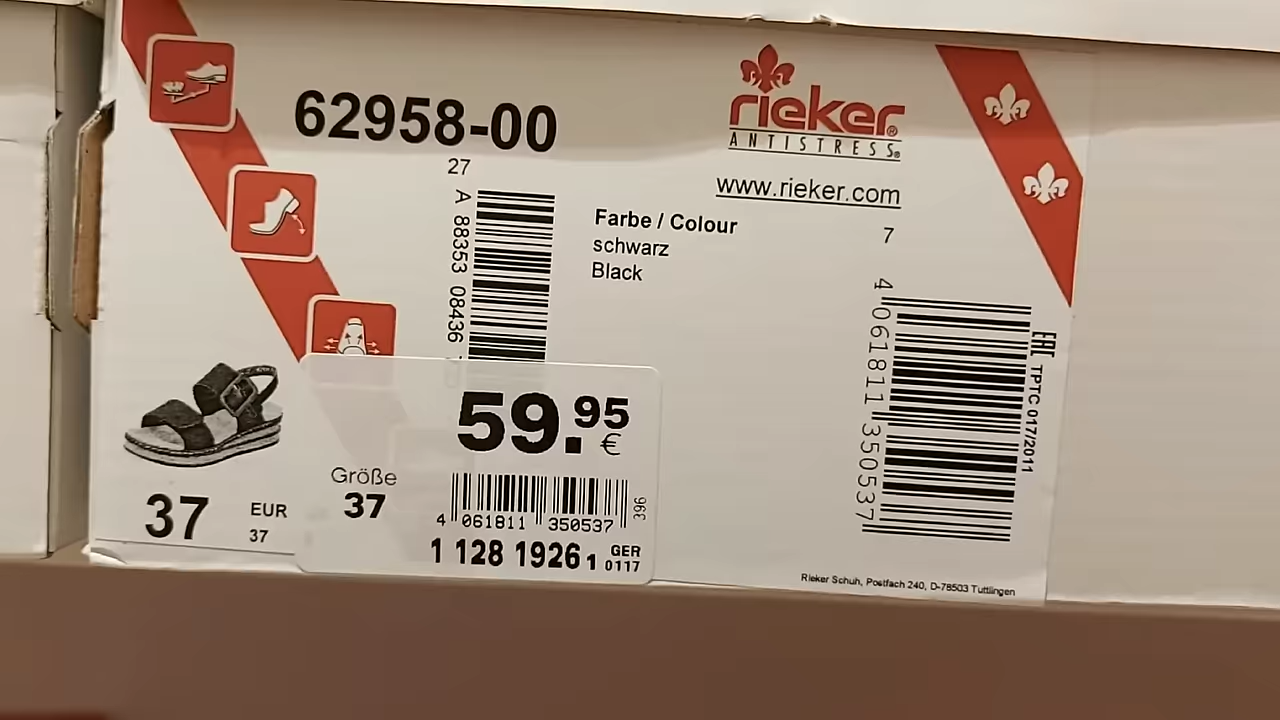 62958-00
27
A 88353 08436
rieker®
ANTISTRESS®
www.rieker.com
Farbe / Colour
schwarz
Black
7
4 061811 350537
EAC TPTC 017/2011
59.95
€
Größe
37
4 061811 350537
396
1 128 1926 1 GER
0117
37
EUR
37
Rieker Schuh, Postfach 240, D-78503 Tuttlingen